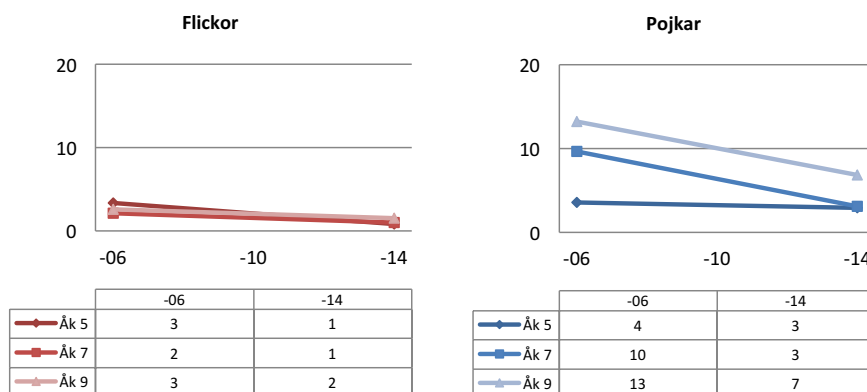 Flickor
20
10
0
-06 -10 -14
-06 -14
Åk 5 3 1
Åk 7 2 1
Åk 9 3 2
Pojkar
20
10
0
-06 -10 -14
-06 -14
Åk 5 4 3
Åk 7 10 3
Åk 9 13 7